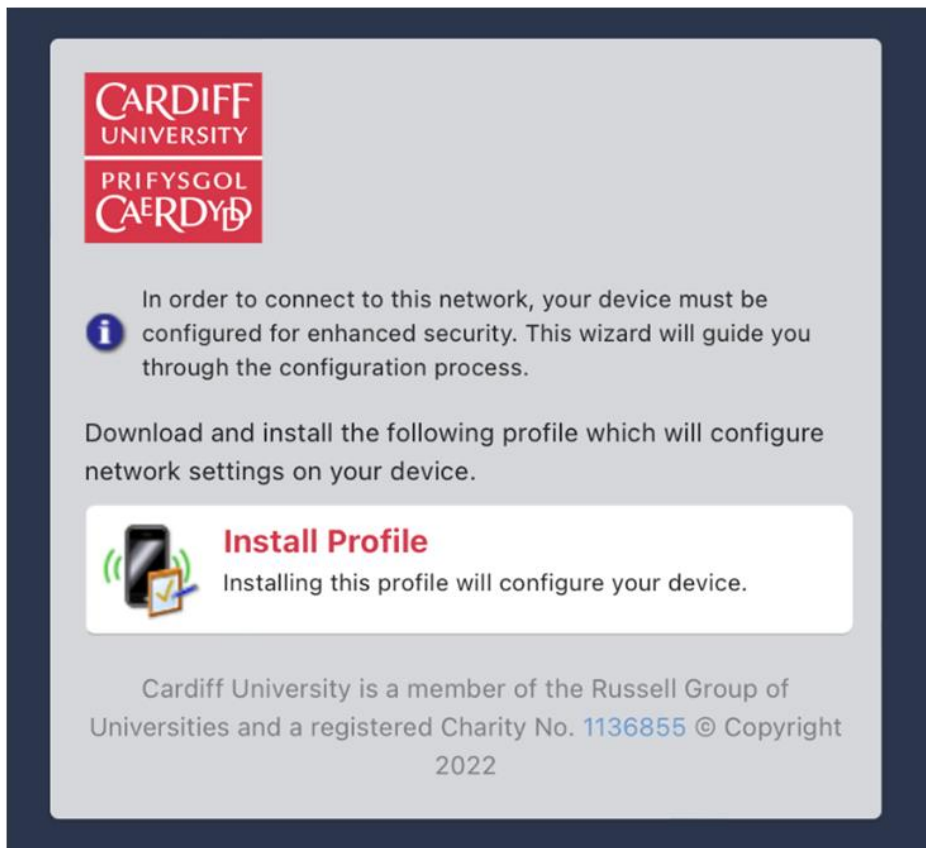 CARDIFF
UNIVERSITY
PRIFYSGOL
CAERDYDD
In order to connect to this network, your device must be
configured for enhanced security. This wizard will guide you
through the configuration process.
Download and install the following profile which will configure
network settings on your device.
Install Profile
Installing this profile will configure your device.
Cardiff University is a member of the Russell Group of
Universities and a registered Charity No. 1136855 © Copyright
2022